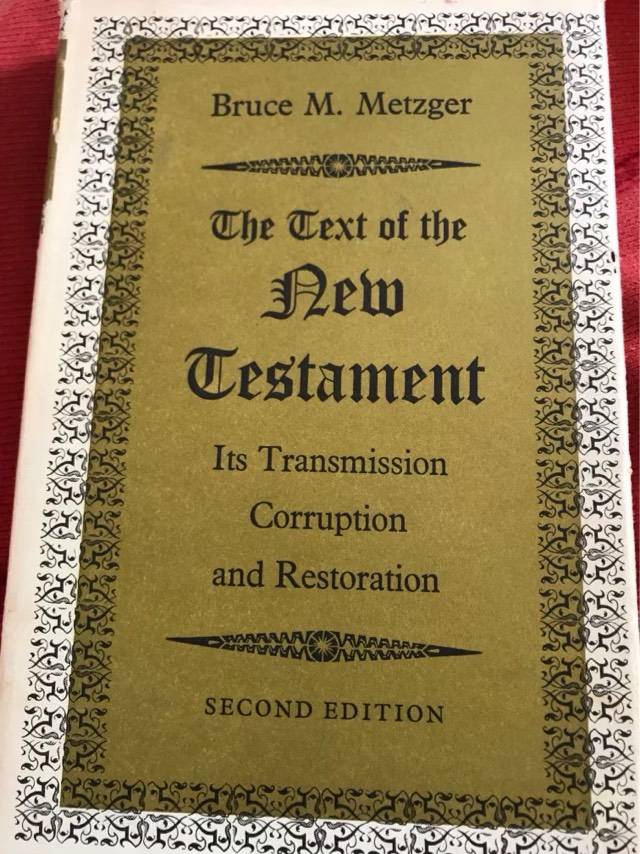 Bruce M. Metzger
The Text of the
New
Testament
Its Transmission
Corruption
and Restoration
SECOND EDITION